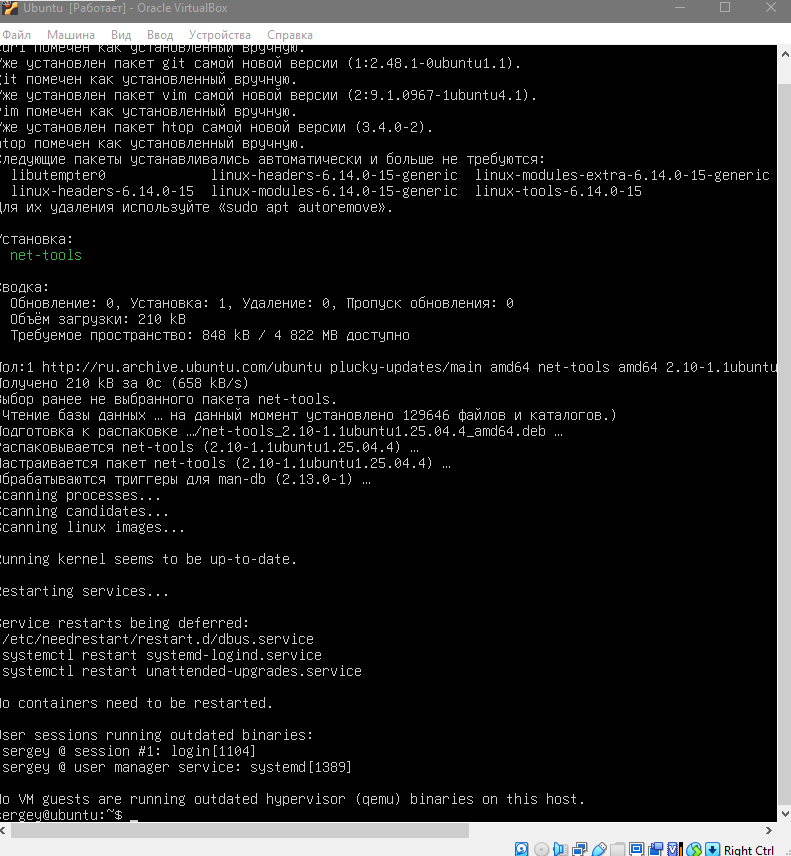 Ubuntu [Работает] - Oracle VirtualBox
Файл Машина Вид Ввод Устройства Справка
curl помечен как установленный вручную.
Уже установлен пакет git самой новой версии (1:2.48.1-0ubuntu1.1).
git помечен как установленный вручную.
Уже установлен пакет vim самой новой версии (2:9.1.0967-1ubuntu4.1).
vim помечен как установленный вручную.
Уже установлен пакет htop самой новой версии (3.4.0-2).
htop помечен как установленный вручную.
Следующие пакеты устанавливались автоматически и больше не требуются:
libutempter0 linux-headers-6.14.0-15-generic linux-modules-extra-6.14.0-15-generic
linux-headers-6.14.0-15 linux-modules-6.14.0-15-generic linux-tools-6.14.0-15
Для их удаления используйте «sudo apt autoremove».
Установка:
net-tools
Сводка:
Обновление: 0, Установка: 1, Удаление: 0, Пропуск обновления: 0
Объём загрузки: 210 kB
Требуемое пространство: 848 kB / 4 822 MB доступно
Пол:1 http://ru.archive.ubuntu.com/ubuntu plucky-updates/main amd64 net-tools amd64 2.10-1.1ubuntu
Получено 210 kB за 0с (658 kB/s)
Выбор ранее не выбранного пакета net-tools.
(Чтение базы данных … на данный момент установлено 129646 файлов и каталогов.)
Подготовка к распаковке …/net-tools_2.10-1.1ubuntu1.25.04.4_amd64.deb …
Распаковывается net-tools (2.10-1.1ubuntu1.25.04.4) …
Настраивается пакет net-tools (2.10-1.1ubuntu1.25.04.4) …
Обрабатываются триггеры для man-db (2.13.0-1) …
Scanning processes...
Scanning candidates...
Scanning linux images...
Running kernel seems to be up-to-date.
Restarting services...
Service restarts being deferred:
/etc/needrestart/restart.d/dbus.service
systemctl restart systemd-logind.service
systemctl restart unattended-upgrades.service
No containers need to be restarted.
User sessions running outdated binaries:
sergey @ session #1: login[1104]
sergey @ user manager service: systemd[1389]
No VM guests are running outdated hypervisor (qemu) binaries on this host.
sergey@ubuntu:~$ _
Right Ctrl